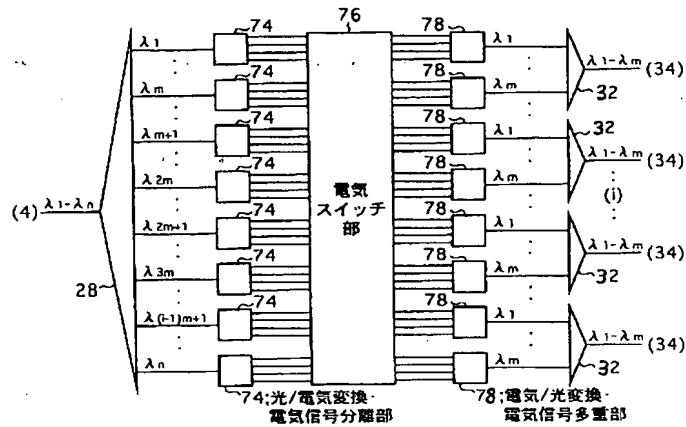 74
76
78
λ1
λ1
74
78
λ1-λm (34)
λm
λm
32
74
78
32
λm+1
λ1
74
78
λ1-λm (34)
λ2m
電気
スイッチ
部
λm
(4) λ1-λn
(i)
74
78
λ2m+1
λ1
λ1-λm (34)
74
78
28
λ3m
λm
32
74
78
λ(i-1)m+1
λ1
λ1-λm (34)
λn
λm
32
74;光/電気変換・
電気信号分離部
78;電気/光変換・
電気信号多重部